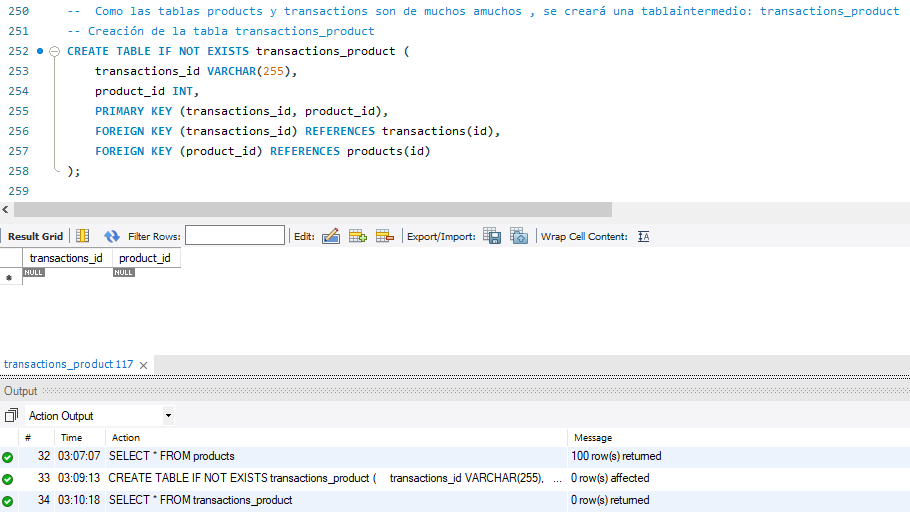 250 -- Como las tablas products y transactions son de muchos amuchos , se creará una tablaintermedio: transactions_product
251 -- Creación de la tabla transactions_product
252 CREATE TABLE IF NOT EXISTS transactions_product (
253 transactions_id VARCHAR(255),
254 product_id INT,
255 PRIMARY KEY (transactions_id, product_id),
256 FOREIGN KEY (transactions_id) REFERENCES transactions(id),
257 FOREIGN KEY (product_id) REFERENCES products(id)
258 );
259
Result Grid Filter Rows: Edit: Export/Import: Wrap Cell Content:
transactions_id product_id
NULL NULL
transactions_product 117
Output
Action Output
# Time Action Message
32 03:07:07 SELECT * FROM products 100 row(s) returned
33 03:09:13 CREATE TABLE IF NOT EXISTS transactions_product ( transactions_id VARCHAR(255), ... 0 row(s) affected
34 03:10:18 SELECT * FROM transactions_product 0 row(s) returned